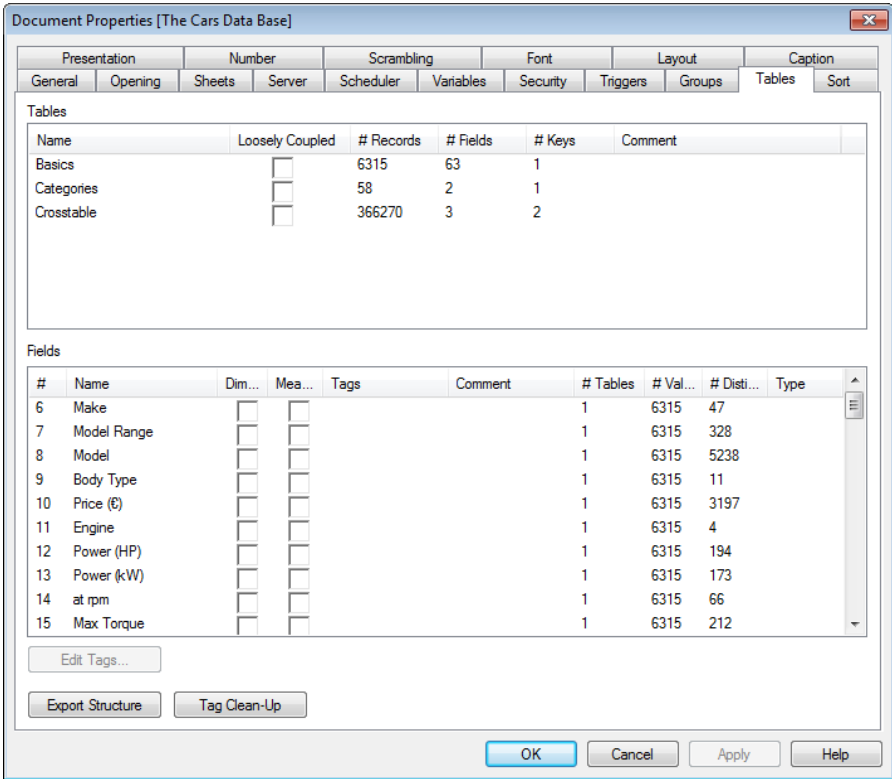 Document Properties [The Cars Data Base]
Presentation Number Scrambling Font Layout Caption
General Opening Sheets Server Scheduler Variables Security Triggers Groups Tables Sort
Tables
Name Loosely Coupled # Records # Fields # Keys Comment
Basics 6315 63 1
Categories 58 2 1
Crosstable 366270 3 2
Fields
# Name Dim... Mea... Tags Comment # Tables # Val... # Disti... Type
6 Make 1 6315 47
7 Model Range 1 6315 328
8 Model 1 6315 5238
9 Body Type 1 6315 11
10 Price (€) 1 6315 3197
11 Engine 1 6315 4
12 Power (HP) 1 6315 194
13 Power (kW) 1 6315 173
14 at rpm 1 6315 66
15 Max Torque 1 6315 212
Edit Tags...
Export Structure Tag Clean-Up
OK Cancel Apply Help